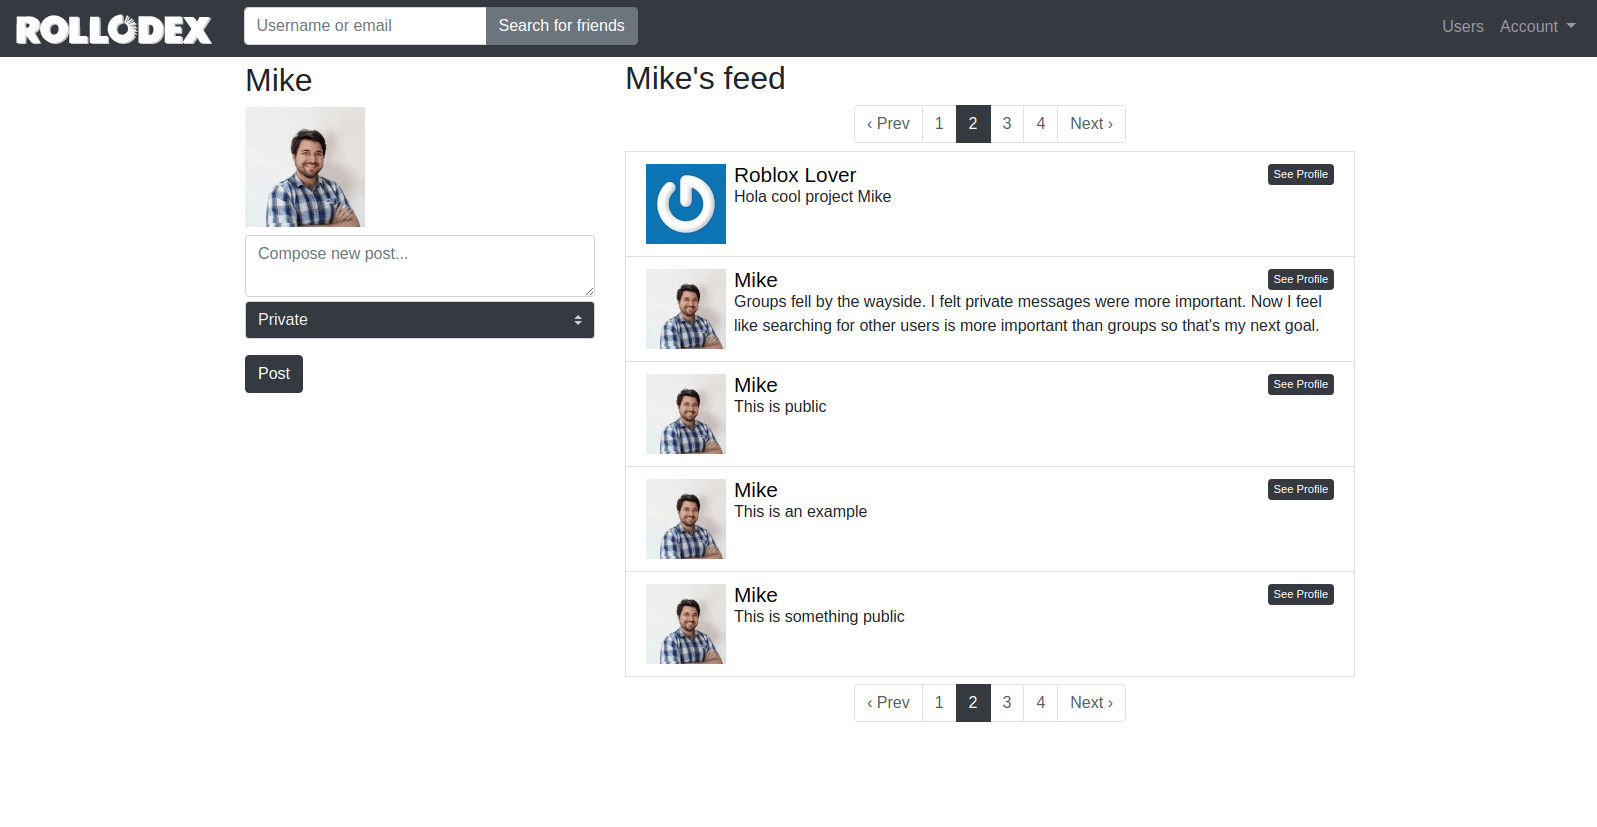 ROLLODEX
Username or email
Search for friends
Users
Account
Mike
Compose new post...
Private
Post
Mike's feed
‹ Prev 1 2 3 4 Next ›
Roblox Lover
See Profile
Hola cool project Mike
Mike
See Profile
Groups fell by the wayside. I felt private messages were more important. Now I feel
like searching for other users is more important than groups so that's my next goal.
Mike
See Profile
This is public
Mike
See Profile
This is an example
Mike
See Profile
This is something public
‹ Prev 1 2 3 4 Next ›